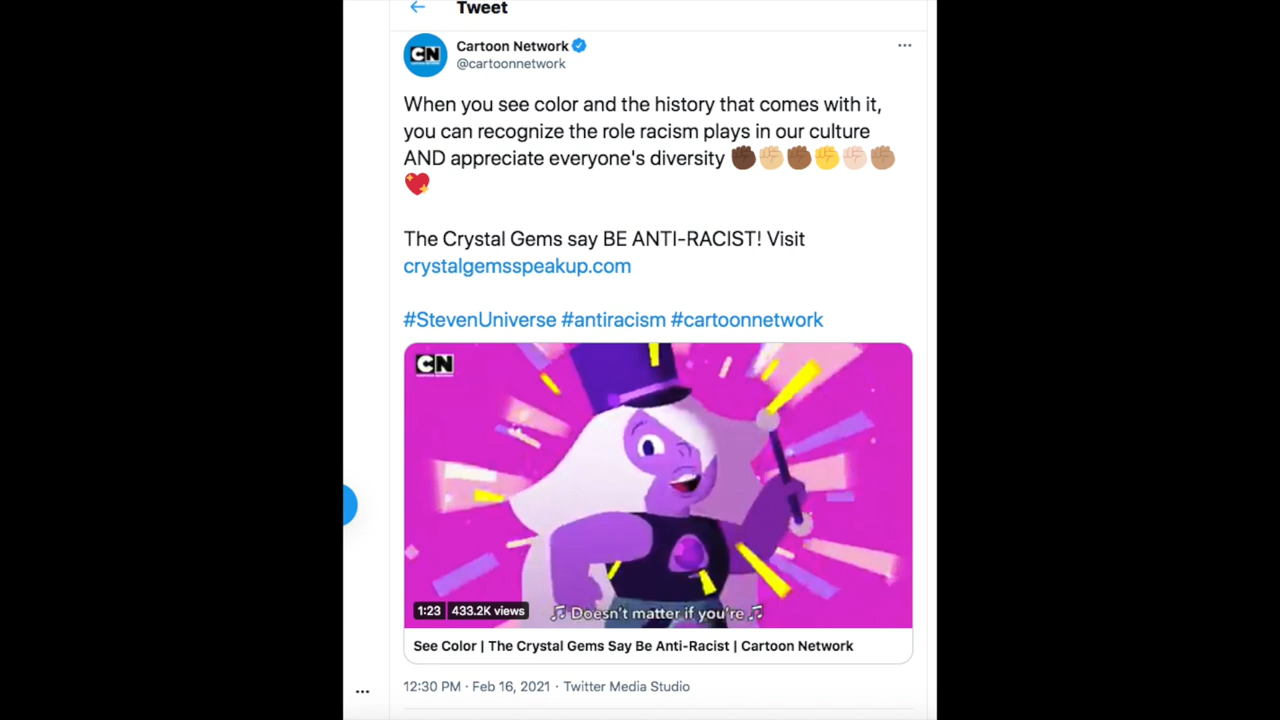 Tweet
CN
Cartoon Network
@cartoonnetwork
When you see color and the history that comes with it,
you can recognize the role racism plays in our culture
AND appreciate everyone's diversity ✊🏿✊🏼✊🏾✊✊🏻✊🏽
💖
The Crystal Gems say BE ANTI-RACIST! Visit
crystalgemsspeakup.com
#StevenUniverse #antiracism #cartoonnetwork
CN
1:23 433.2K views
🎵 Doesn't matter if you're 🎵
See Color | The Crystal Gems Say Be Anti-Racist | Cartoon Network
12:30 PM · Feb 16, 2021 · Twitter Media Studio